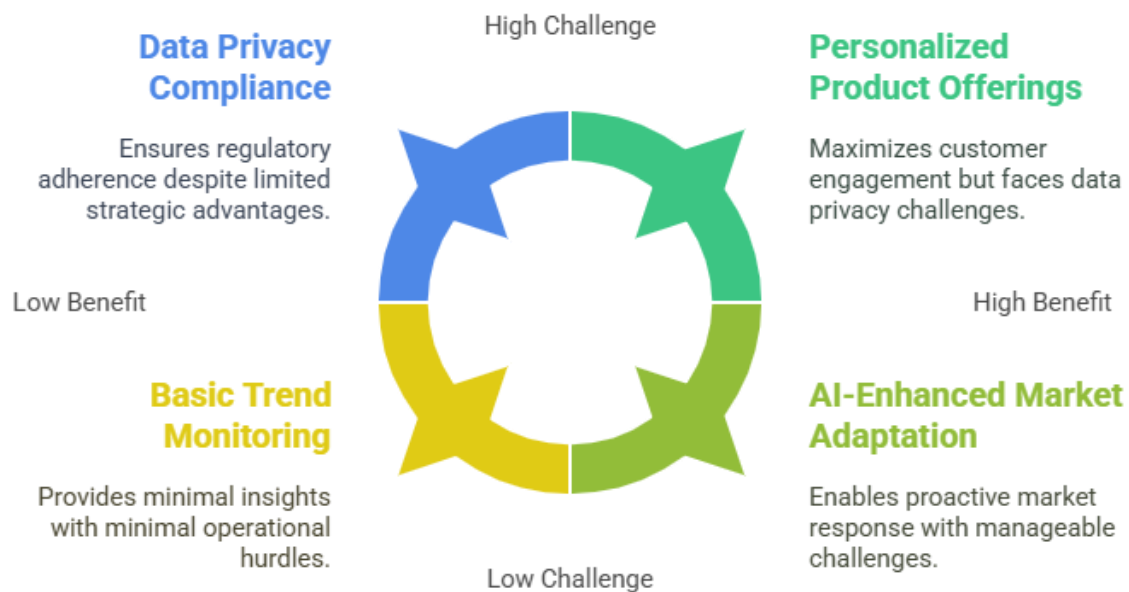 High Challenge
Data Privacy
Compliance
Ensures regulatory
adherence despite limited
strategic advantages.
Personalized
Product Offerings
Maximizes customer
engagement but faces data
privacy challenges.
Low Benefit
High Benefit
Basic Trend
Monitoring
Provides minimal insights
with minimal operational
hurdles.
AI-Enhanced Market
Adaptation
Enables proactive market
response with manageable
challenges.
Low Challenge